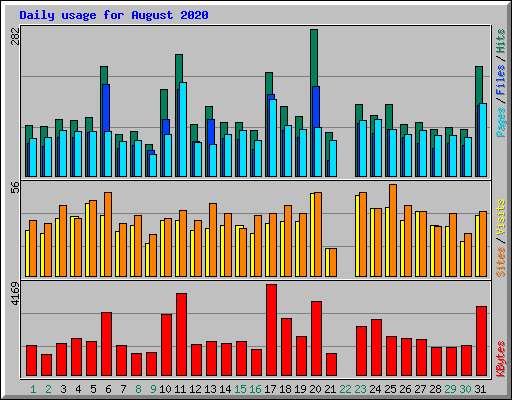 Daily usage for August 2020
282
Pages / Files / Hits
56
Sites / Visits
4169
KBytes
1 2 3 4 5 6 7 8 9 10 11 12 13 14 15 16 17 18 19 20 21 22 23 24 25 26 27 28 29 30 31